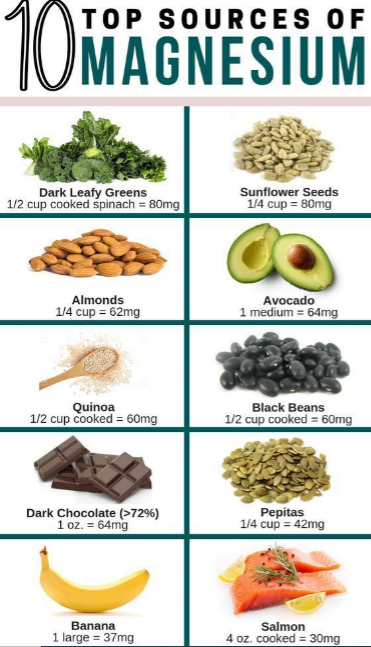 10 TOP SOURCES OF
MAGNESIUM
Dark Leafy Greens
1/2 cup cooked spinach = 80mg
Sunflower Seeds
1/4 cup = 80mg
Almonds
1/4 cup = 62mg
Avocado
1 medium = 64mg
Quinoa
1/2 cup cooked = 60mg
Black Beans
1/2 cup cooked = 60mg
Dark Chocolate (>72%)
1 oz. = 64mg
Pepitas
1/4 cup = 42mg
Banana
1 large = 37mg
Salmon
4 oz. cooked = 30mg